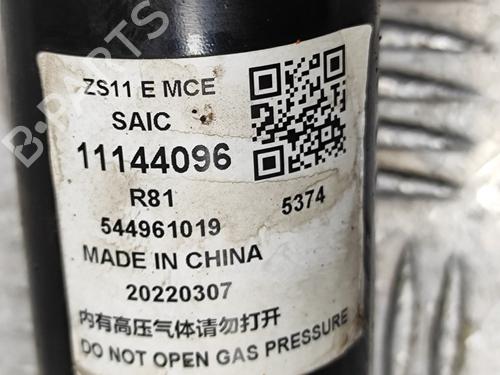 B-PARTS
ZS11 E MCE
SAIC
11144096
R81
5374
544961019
MADE IN CHINA
20220307
内有高压气体请勿打开
DO NOT OPEN GAS PRESSURE